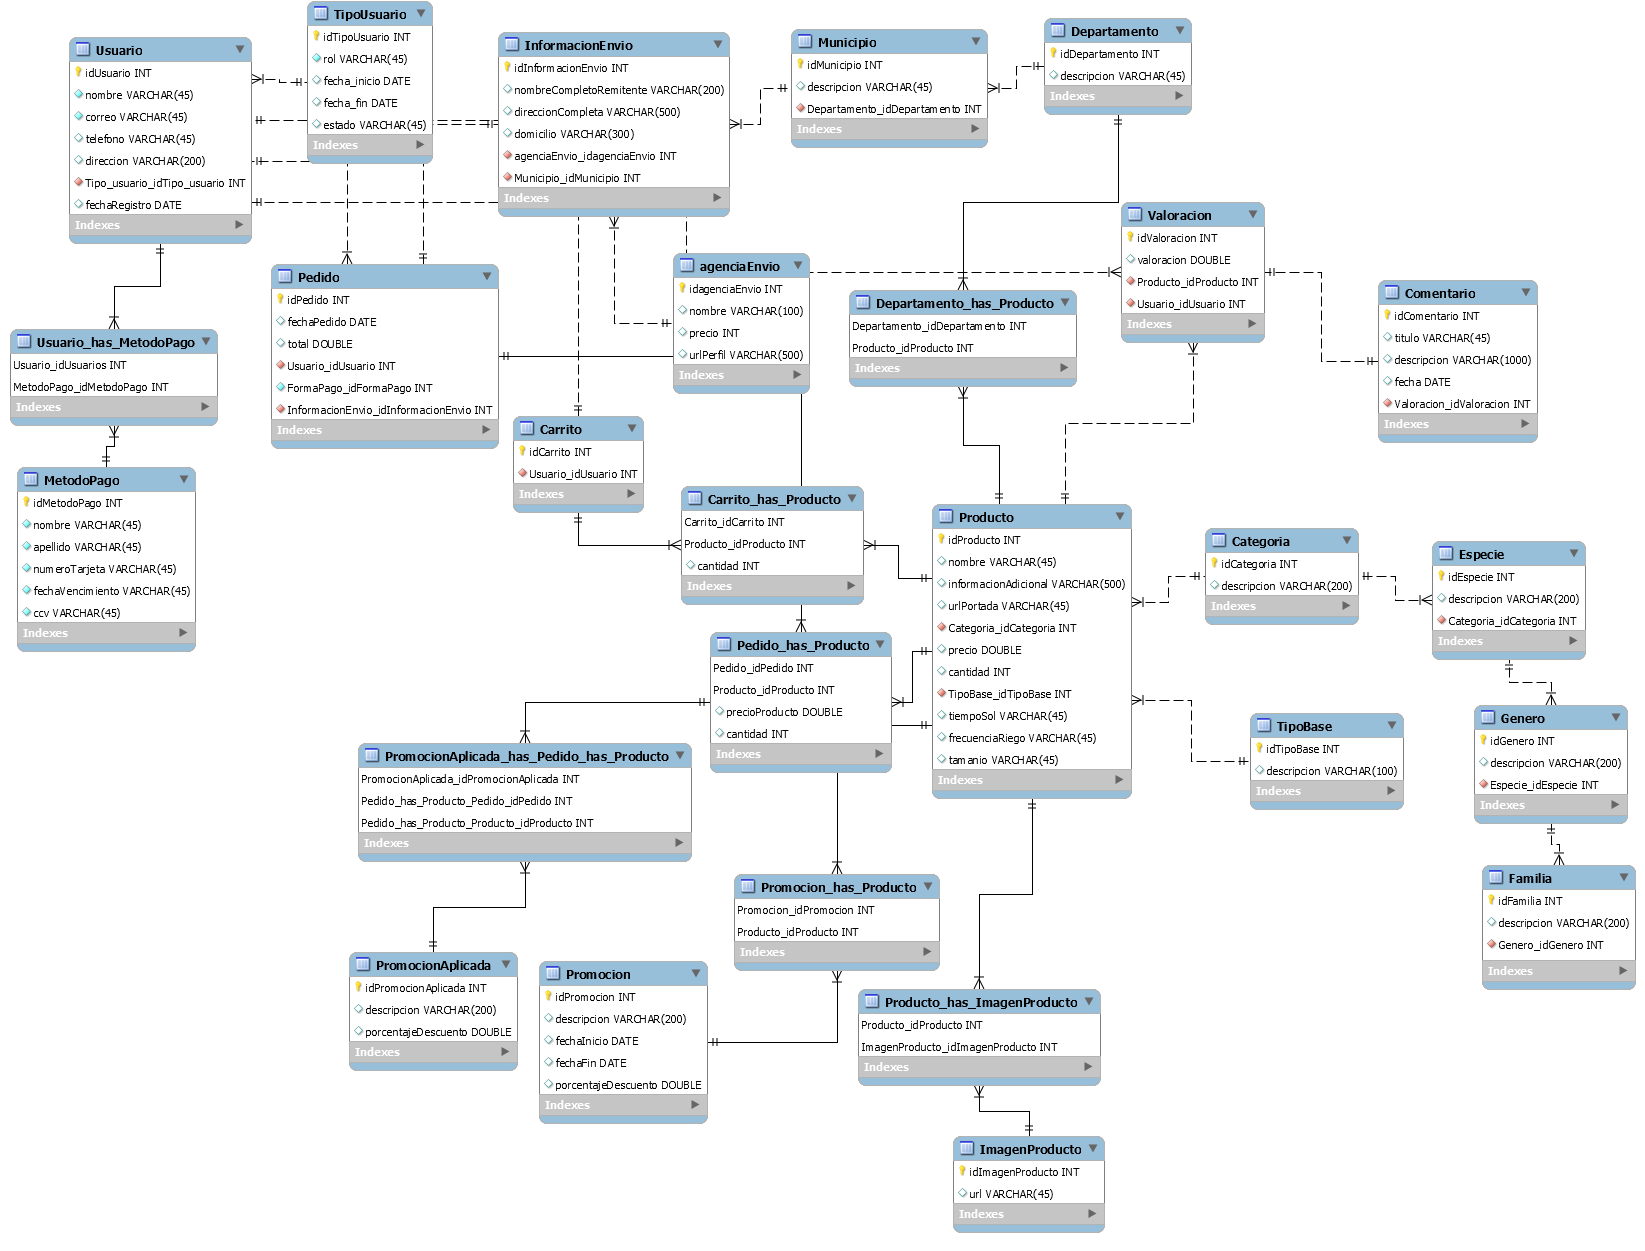 TipoUsuario
idTipoUsuario INT
rol VARCHAR(45)
fecha_inicio DATE
fecha_fin DATE
estado VARCHAR(45)
Indexes
Usuario
idUsuario INT
nombre VARCHAR(45)
correo VARCHAR(45)
telefono VARCHAR(45)
direccion VARCHAR(200)
Tipo_usuario_idTipo_usuario INT
fechaRegistro DATE
Indexes
InformacionEnvio
idInformacionEnvio INT
nombreCompletoRemitente VARCHAR(200)
direccionCompleta VARCHAR(500)
domicilio VARCHAR(300)
agenciaEnvio_idagenciaEnvio INT
Municipio_idMunicipio INT
Indexes
Municipio
idMunicipio INT
descripcion VARCHAR(45)
Departamento_idDepartamento INT
Indexes
Departamento
idDepartamento INT
descripcion VARCHAR(45)
Indexes
Valoracion
idValoracion INT
valoracion DOUBLE
Producto_idProducto INT
Usuario_idUsuario INT
Indexes
Pedido
idPedido INT
fechaPedido DATE
total DOUBLE
Usuario_idUsuario INT
FormaPago_idFormaPago INT
InformacionEnvio_idInformacionEnvio INT
Indexes
agenciaEnvio
idagenciaEnvio INT
nombre VARCHAR(100)
precio INT
urlPerfil VARCHAR(500)
Indexes
Departamento_has_Producto
Departamento_idDepartamento INT
Producto_idProducto INT
Indexes
Comentario
idComentario INT
titulo VARCHAR(45)
descripcion VARCHAR(1000)
fecha DATE
Valoracion_idValoracion INT
Indexes
Usuario_has_MetodoPago
Usuario_idUsuarios INT
MetodoPago_idMetodoPago INT
Indexes
Carrito
idCarrito INT
Usuario_idUsuario INT
Indexes
MetodoPago
idMetodoPago INT
nombre VARCHAR(45)
apellido VARCHAR(45)
numeroTarjeta VARCHAR(45)
fechaVencimiento VARCHAR(45)
ccv VARCHAR(45)
Indexes
Carrito_has_Producto
Carrito_idCarrito INT
Producto_idProducto INT
cantidad INT
Indexes
Producto
idProducto INT
nombre VARCHAR(45)
informacionAdicional VARCHAR(500)
urlPortada VARCHAR(45)
Categoria_idCategoria INT
precio DOUBLE
cantidad INT
TipoBase_idTipoBase INT
tiempoSol VARCHAR(45)
frecuenciaRiego VARCHAR(45)
tamanio VARCHAR(45)
Indexes
Categoria
idCategoria INT
descripcion VARCHAR(200)
Indexes
Especie
idEspecie INT
descripcion VARCHAR(200)
Categoria_idCategoria INT
Indexes
Pedido_has_Producto
Pedido_idPedido INT
Producto_idProducto INT
precioProducto DOUBLE
cantidad INT
Indexes
TipoBase
idTipoBase INT
descripcion VARCHAR(100)
Indexes
Genero
idGenero INT
descripcion VARCHAR(200)
Especie_idEspecie INT
Indexes
PromocionAplicada_has_Pedido_has_Producto
PromocionAplicada_idPromocionAplicada INT
Pedido_has_Producto_Pedido_idPedido INT
Pedido_has_Producto_Producto_idProducto INT
Indexes
Familia
idFamilia INT
descripcion VARCHAR(200)
Genero_idGenero INT
Indexes
Promocion_has_Producto
Promocion_idPromocion INT
Producto_idProducto INT
Indexes
PromocionAplicada
idPromocionAplicada INT
descripcion VARCHAR(200)
porcentajeDescuento DOUBLE
Indexes
Promocion
idPromocion INT
descripcion VARCHAR(200)
fechaInicio DATE
fechaFin DATE
porcentajeDescuento DOUBLE
Indexes
Producto_has_ImagenProducto
Producto_idProducto INT
ImagenProducto_idImagenProducto INT
Indexes
ImagenProducto
idImagenProducto INT
url VARCHAR(45)
Indexes